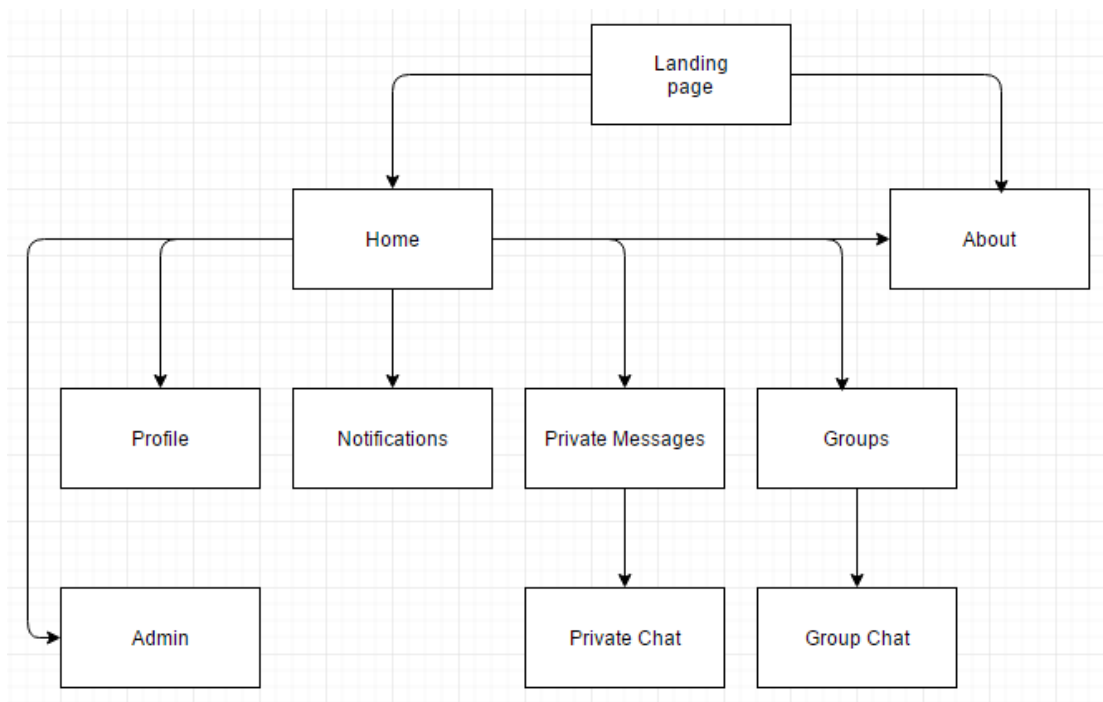 Landing
page
Home
About
Profile
Notifications
Private Messages
Groups
Admin
Private Chat
Group Chat